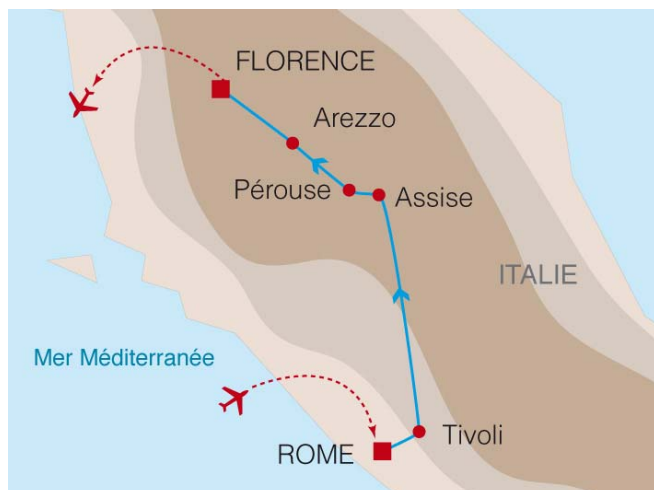 FLORENCE
Arezzo
Pérouse
Assise
ITALIE
Mer Méditerranée
Tivoli
ROME